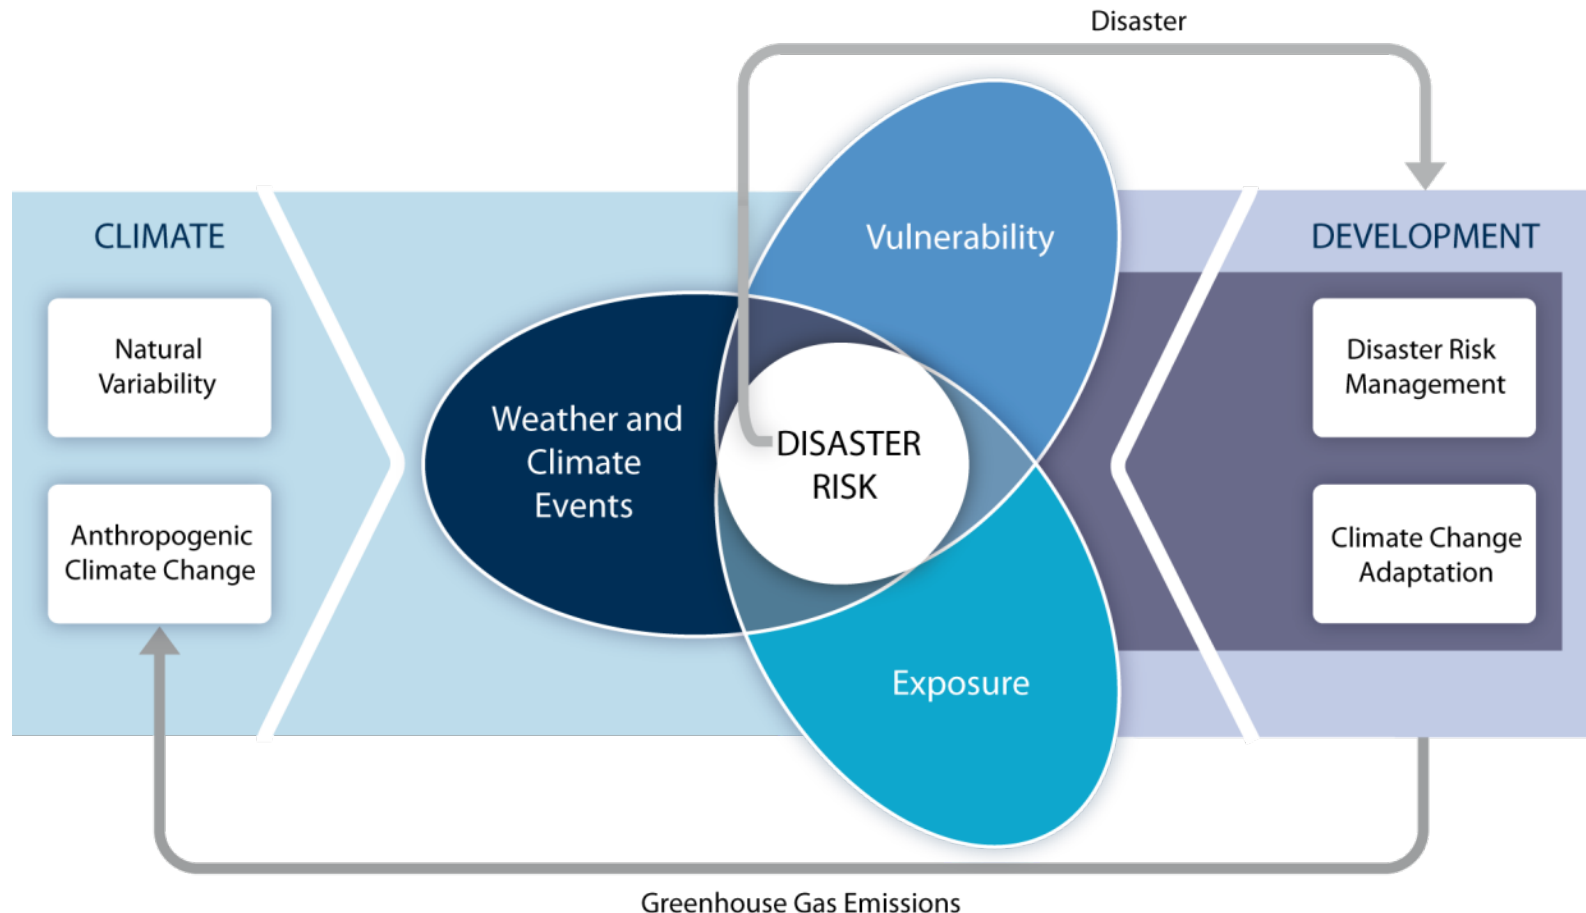 Disaster
CLIMATE
Natural
Variability
Anthropogenic
Climate Change
Weather and
Climate
Events
Vulnerability
DISASTER
RISK
Exposure
DEVELOPMENT
Disaster Risk
Management
Climate Change
Adaptation
Greenhouse Gas Emissions